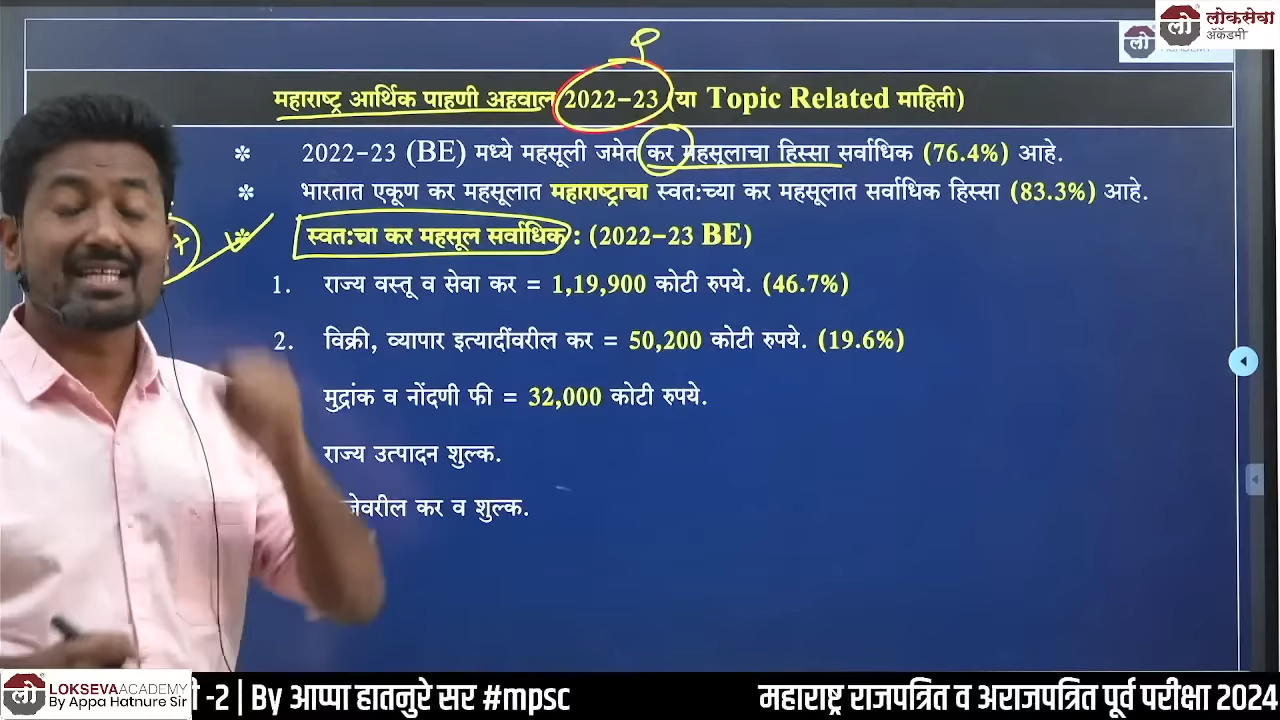 लो लोकसेवा
ॲकॅडमी
लो
महाराष्ट्र आर्थिक पाहणी अहवाल 2022-23 (या Topic Related माहिती)
* 2022-23 (BE) मध्ये महसूली जमेत कर महसूलाचा हिस्सा सर्वाधिक (76.4%) आहे.
* भारतात एकूण कर महसूलात महाराष्ट्राचा स्वत:च्या कर महसूलात सर्वाधिक हिस्सा (83.3%) आहे.
* स्वत:चा कर महसूल सर्वाधिक : (2022-23 BE)
1. राज्य वस्तू व सेवा कर = 1,19,900 कोटी रुपये. (46.7%)
2. विक्री, व्यापार इत्यादींवरील कर = 50,200 कोटी रुपये. (19.6%)
मुद्रांक व नोंदणी फी = 32,000 कोटी रुपये.
राज्य उत्पादन शुल्क.
जेवरील कर व शुल्क.
लो LOKSEVA ACADEMY
By Appa Hatnure Sir
-2 | By आप्पा हातनुरे सर #mpsc महाराष्ट्र राजपत्रित व अराजपत्रित पूर्व परीक्षा 2024